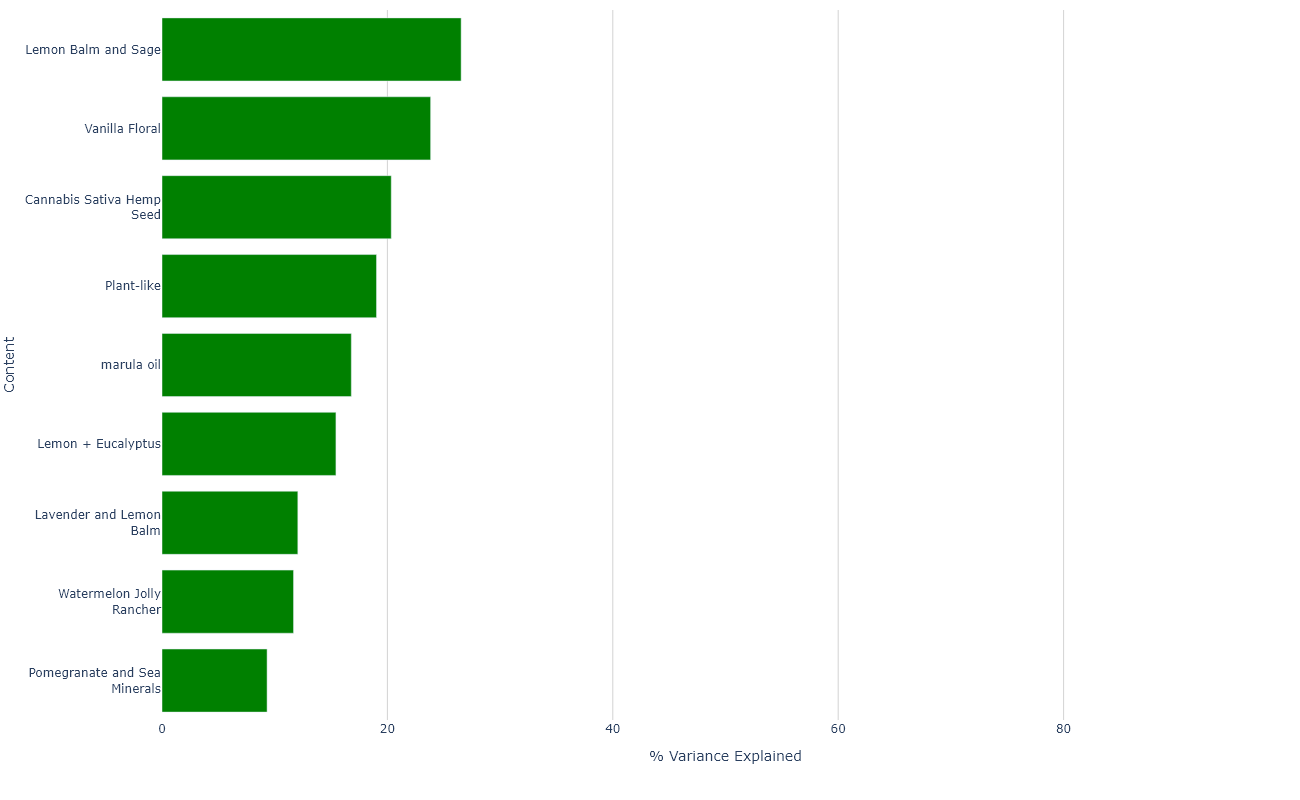 Lemon Balm and Sage
Vanilla Floral
Cannabis Sativa Hemp
Seed
Plant-like
marula oil
Lemon + Eucalyptus
Lavender and Lemon
Balm
Watermelon Jolly
Rancher
Pomegranate and Sea
Minerals
Content
0 20 40 60 80
% Variance Explained